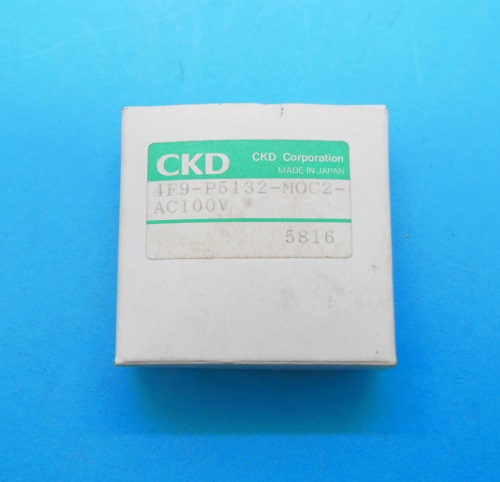 CKD CKD Corporation
MADE IN JAPAN
4F9-P5132-MOC2-
AC100V
5816